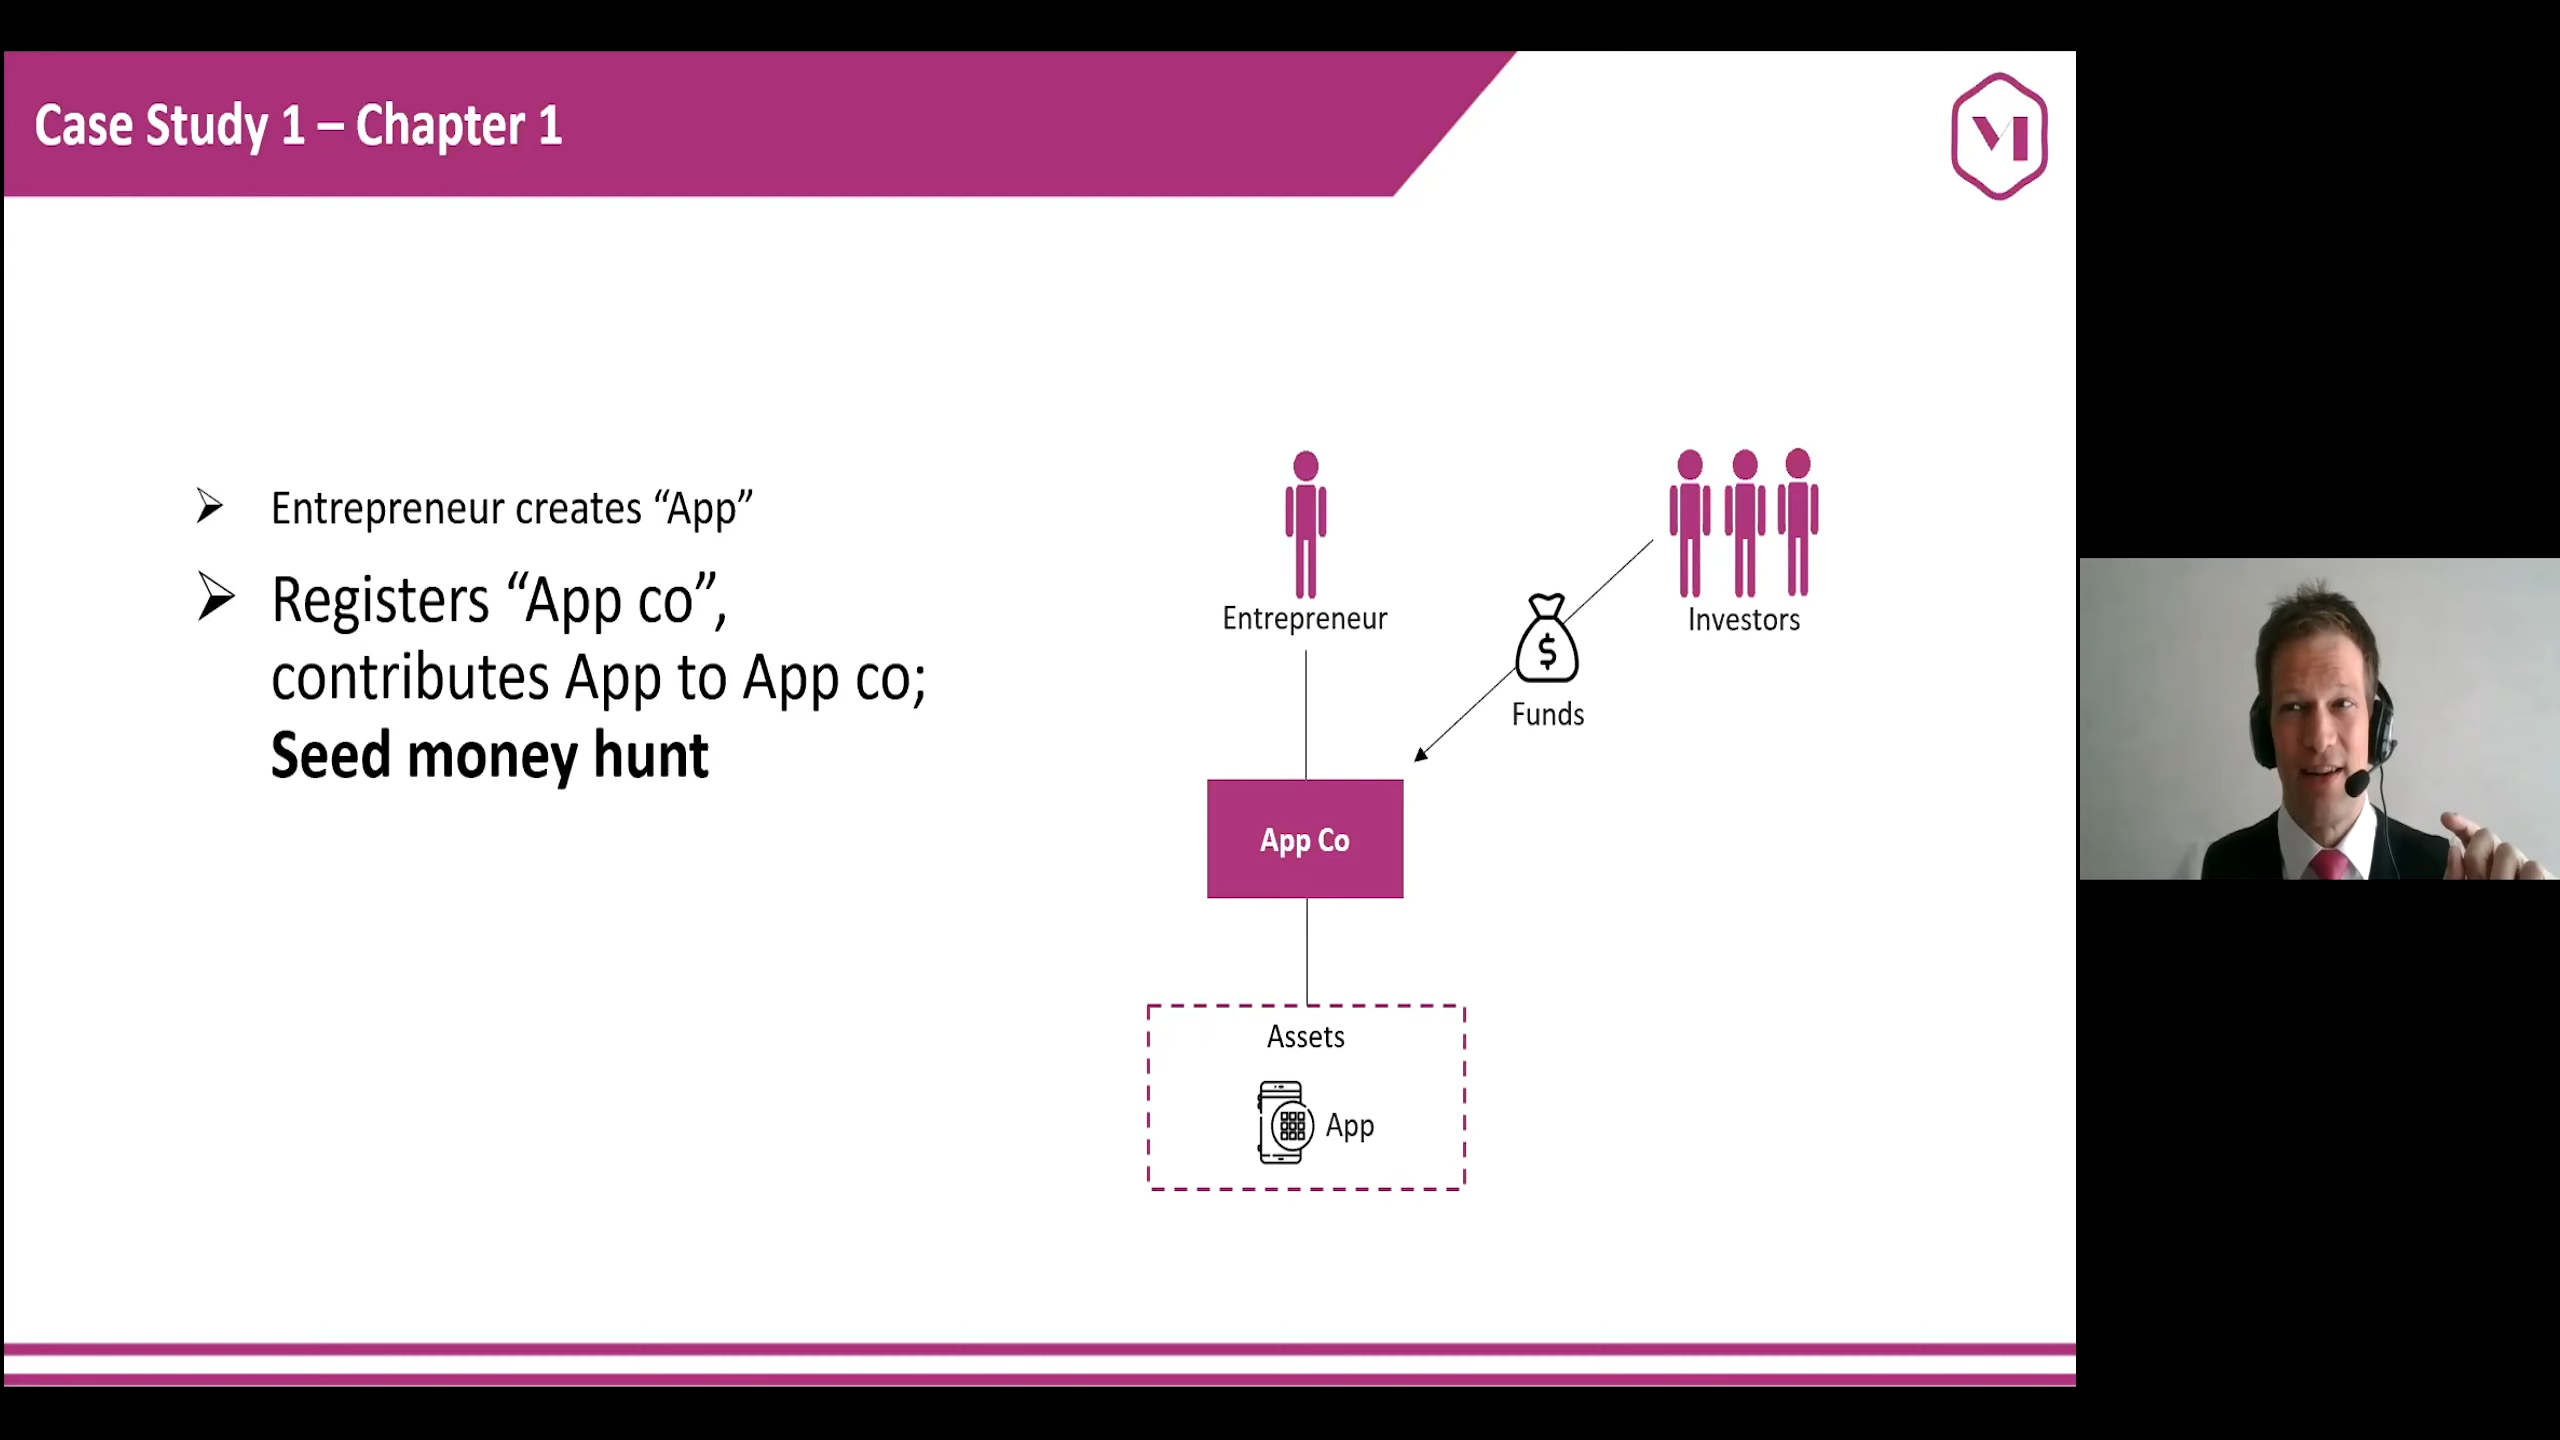 Case Study 1 – Chapter 1
Entrepreneur creates “App”
Registers “App co”,
contributes App to App co;
Seed money hunt
Entrepreneur
Investors
$
Funds
App Co
Assets
App